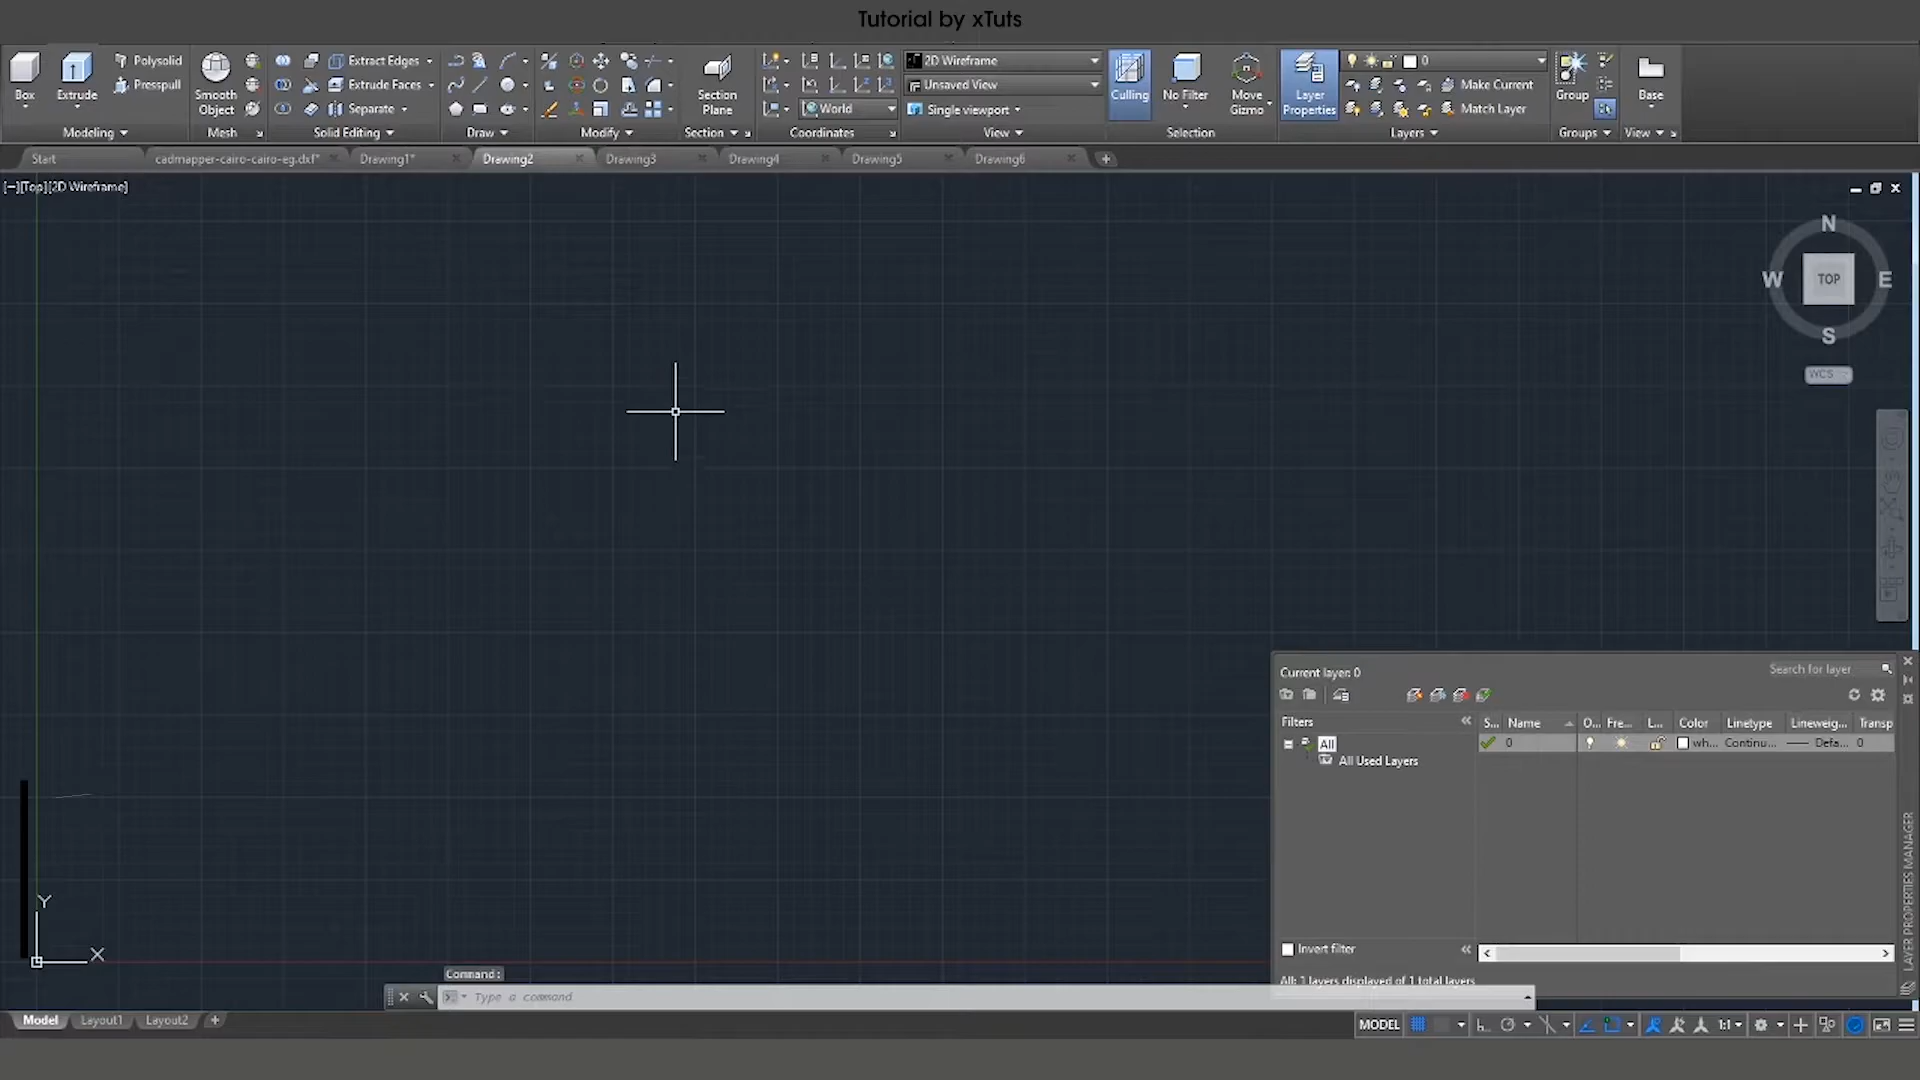 Tutorial by xTuts
Box
Extrude
Polysolid
Presspull
Smooth
Object
Extract Edges
Extrude Faces
Separate
Section
Plane
World
2D Wireframe
Unsaved View
Single viewport
Culling
No Filter
Move
Gizmo
Layer
Properties
0
Make Current
Match Layer
Group
Base
Modeling
Mesh
Solid Editing
Draw
Modify
Section
Coordinates
View
Selection
Layers
Groups
View
Start
cadmapper-cairo-cairo-eg.dxf*
Drawing1*
Drawing2
Drawing3
Drawing4
Drawing5
Drawing6
[−][Top][2D Wireframe]
N
W
TOP
E
S
WCS
Current layer: 0
Search for layer
Filters
S... Name O... Fre... L... Color Linetype Lineweig... Transp
All
0 wh... Continu... Defa... 0
All Used Layers
LAYER PROPERTIES MANAGER
Invert filter
All: 1 layers displayed of 1 total layers
Y
X
Command:
Type a command
Model Layout1 Layout2
MODEL
1:1